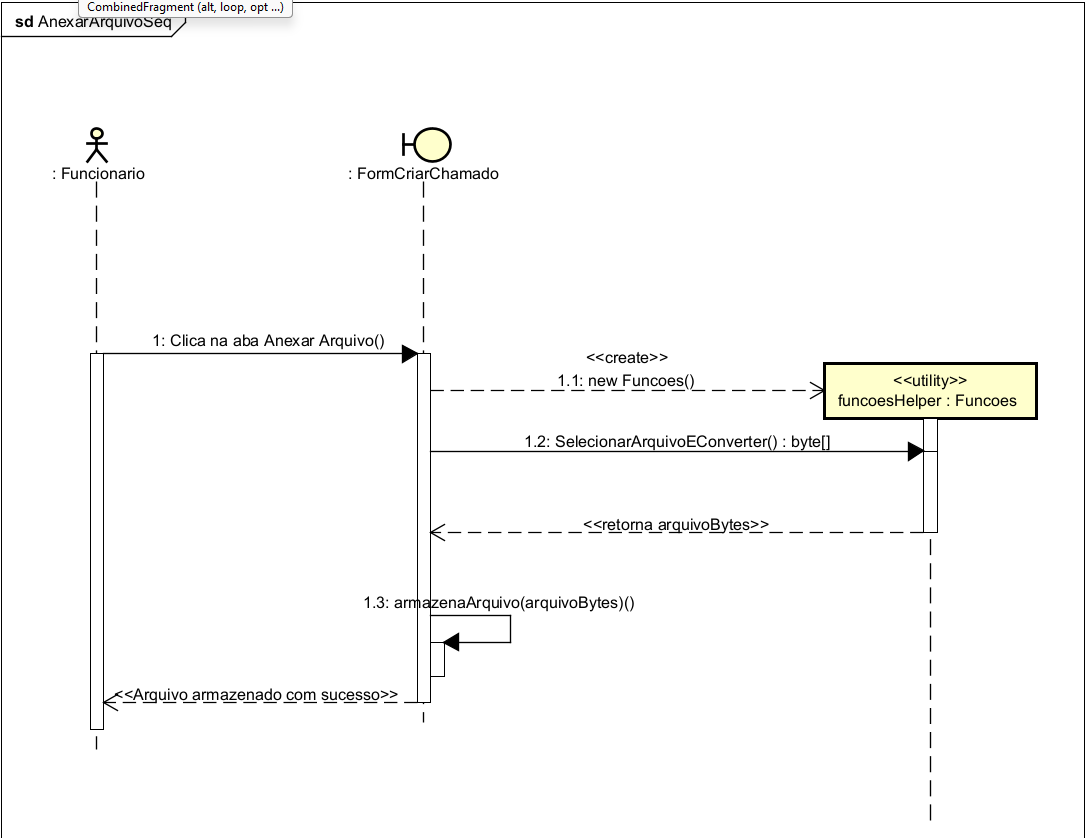 CombinedFragment (alt, loop, opt ...)
sd AnexarArquivoSeq
: Funcionario
: FormCriarChamado
1: Clica na aba Anexar Arquivo()
<<create>>
1.1: new Funcoes()
<<utility>>
funcoesHelper : Funcoes
1.2: SelecionarArquivoEConverter() : byte[]
<<retorna arquivoBytes>>
1.3: armazenaArquivo(arquivoBytes)()
<<Arquivo armazenado com sucesso>>